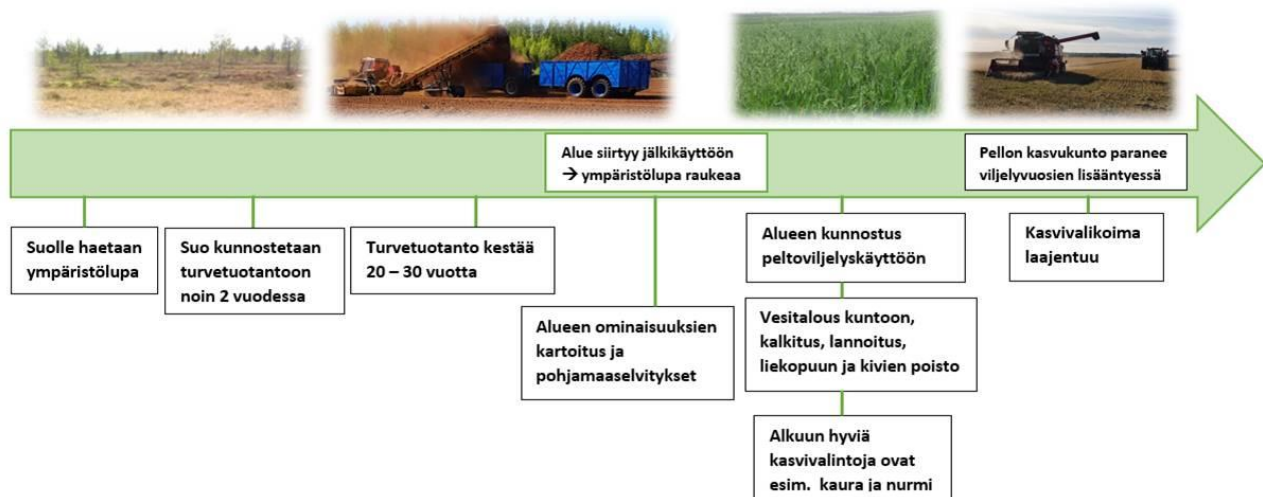 Alue siirtyy jälkikäyttöön
→ ympäristölupa raukeaa
Pellon kasvukunto paranee
viljelyvuosien lisääntyessä
Suolle haetaan
ympäristölupa
Suo kunnostetaan
turvetuotantoon
noin 2 vuodessa
Turvetuotanto kestää
20 – 30 vuotta
Alueen ominaisuuksien
kartoitus ja
pohjamaaselvitykset
Alueen kunnostus
peltoviljelyskäyttöön
Vesitalous kuntoon,
kalkitus, lannoitus,
liekopuun ja kivien poisto
Alkuun hyviä
kasvivalintoja ovat
esim. kaura ja nurmi
Kasvivalikoima
laajentuu